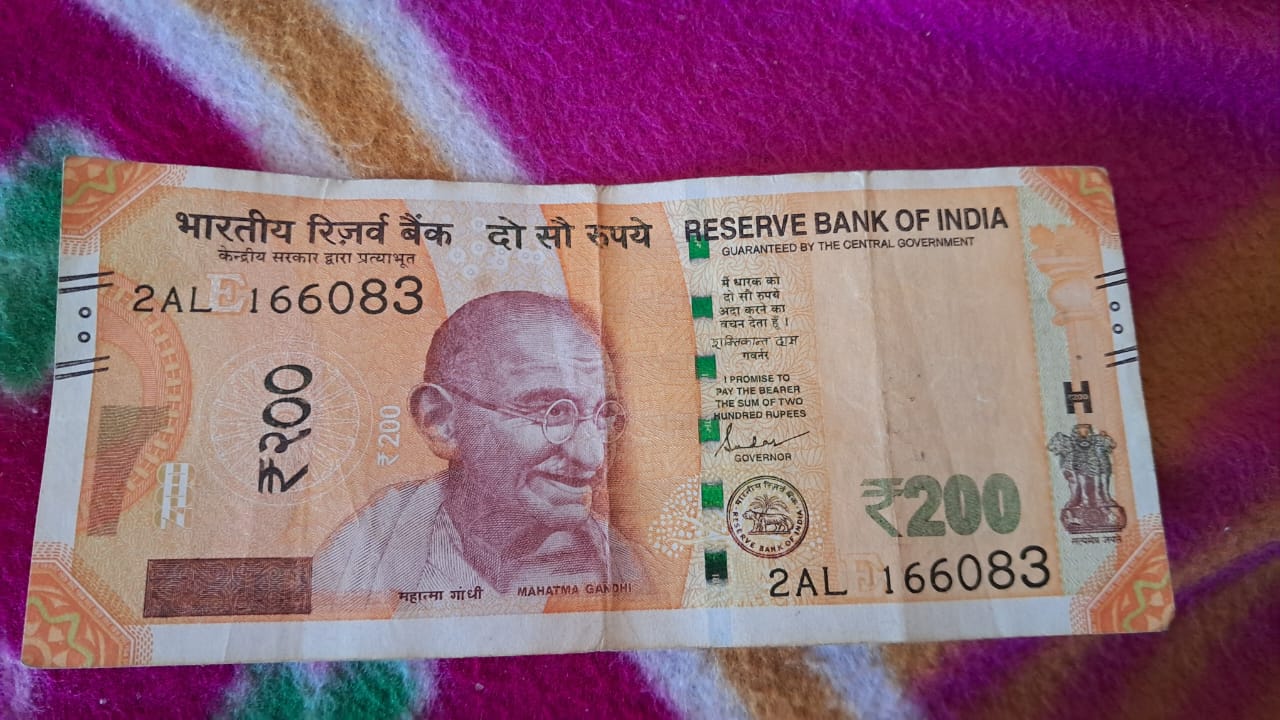 भारतीय रिज़र्व बैंक
केन्द्रीय सरकार द्वारा प्रत्याभूत
दो सौ रुपये
RESERVE BANK OF INDIA
GUARANTEED BY THE CENTRAL GOVERNMENT
2AL 166083
₹२००
₹200
मैं धारक को
दो सौ रुपये
अदा करने का
वचन देता हूँ ।
शक्तिकान्त दास
गवर्नर
I PROMISE TO
PAY THE BEARER
THE SUM OF TWO
HUNDRED RUPEES
GOVERNOR
भारतीय रिज़र्व बैंक
RESERVE BANK OF INDIA
₹200
₹200
सत्यमेव जयते
महात्मा गांधी
MAHATMA GANDHI
2AL 166083